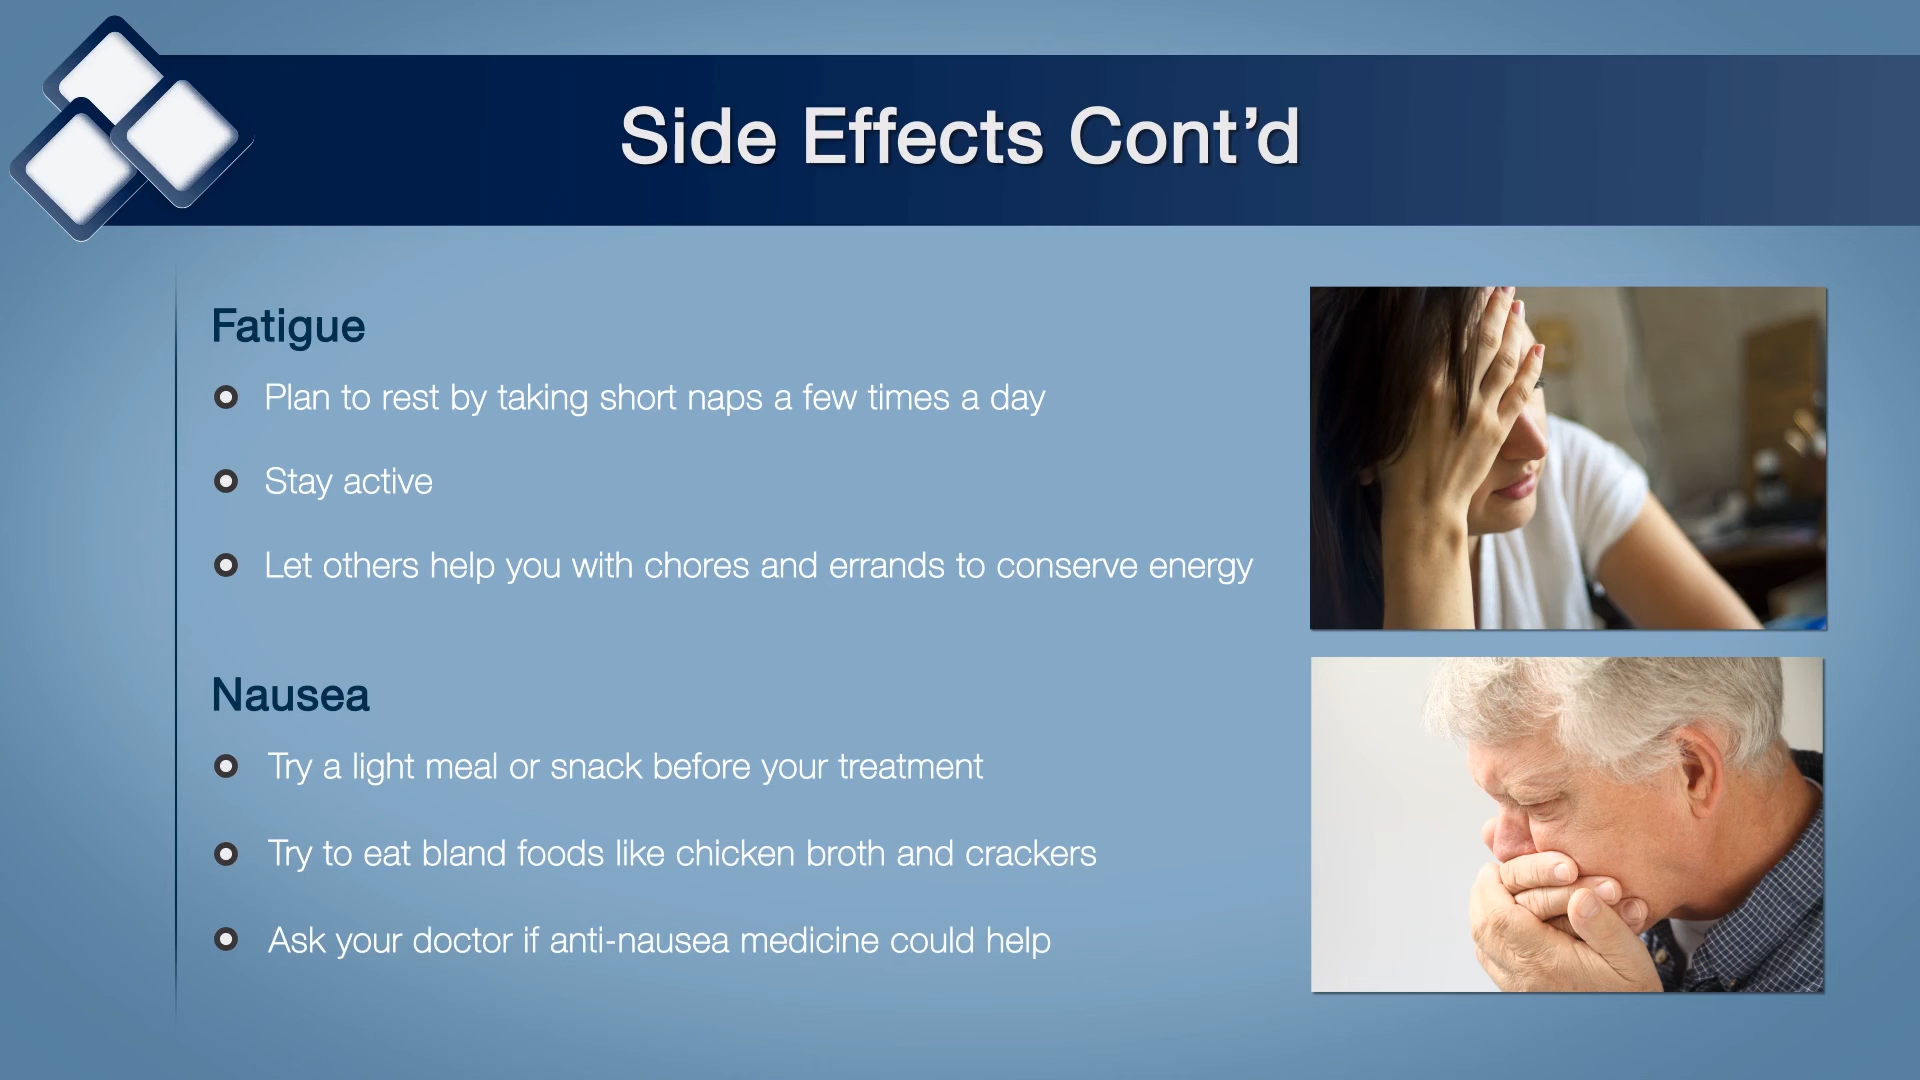 Side Effects Cont’d
Fatigue
Plan to rest by taking short naps a few times a day
Stay active
Let others help you with chores and errands to conserve energy
Nausea
Try a light meal or snack before your treatment
Try to eat bland foods like chicken broth and crackers
Ask your doctor if anti-nausea medicine could help